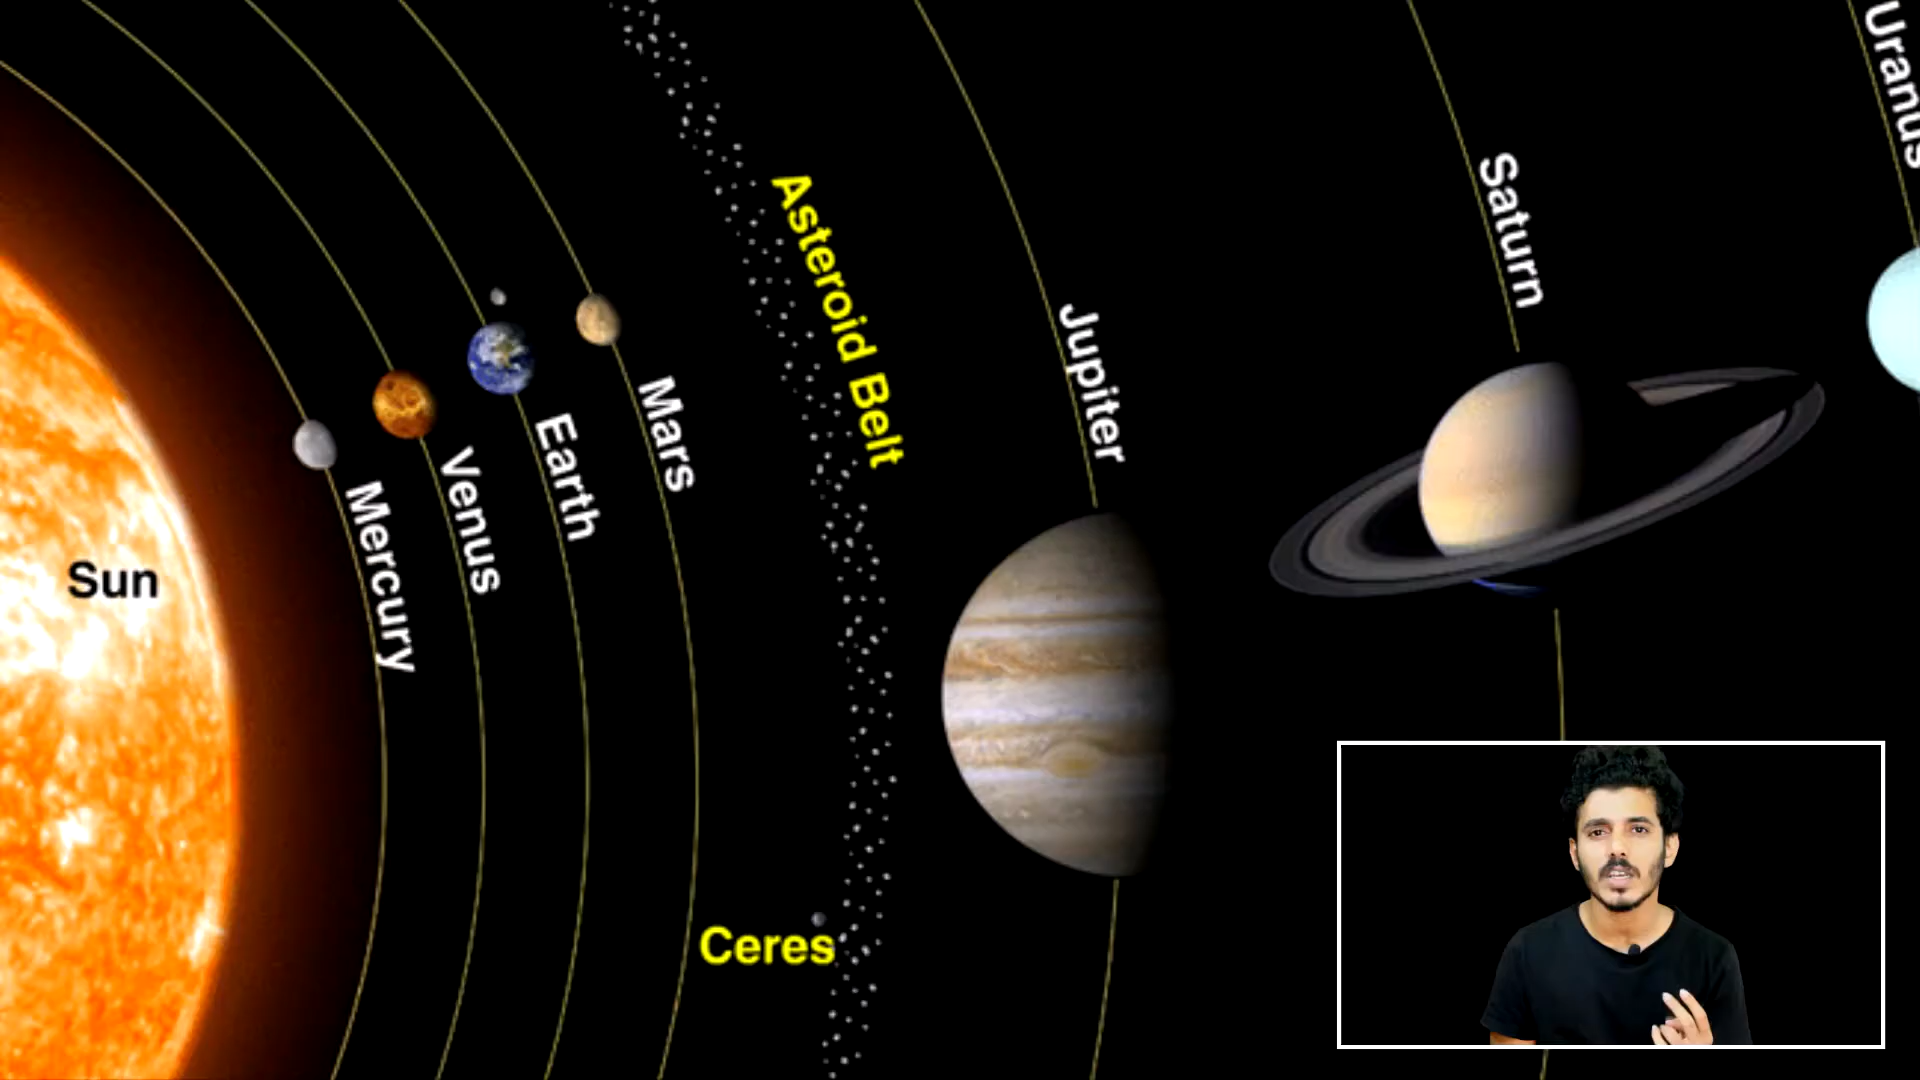 Sun
Mercury
Venus
Earth
Mars
Asteroid Belt
Ceres
Jupiter
Saturn
Uranus